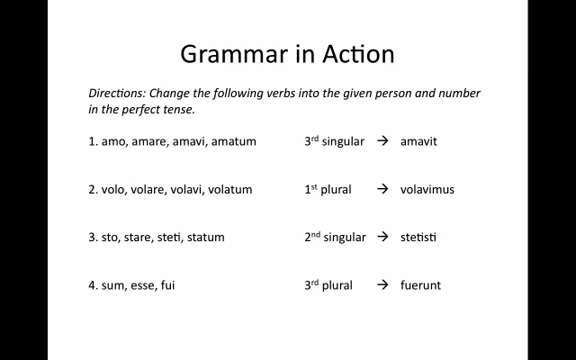 Grammar in Action
Directions: Change the following verbs into the given person and number
in the perfect tense.
1. amo, amare, amavi, amatum 3rd singular → amavit
2. volo, volare, volavi, volatum 1st plural → volavimus
3. sto, stare, steti, statum 2nd singular → stetisti
4. sum, esse, fui 3rd plural → fuerunt